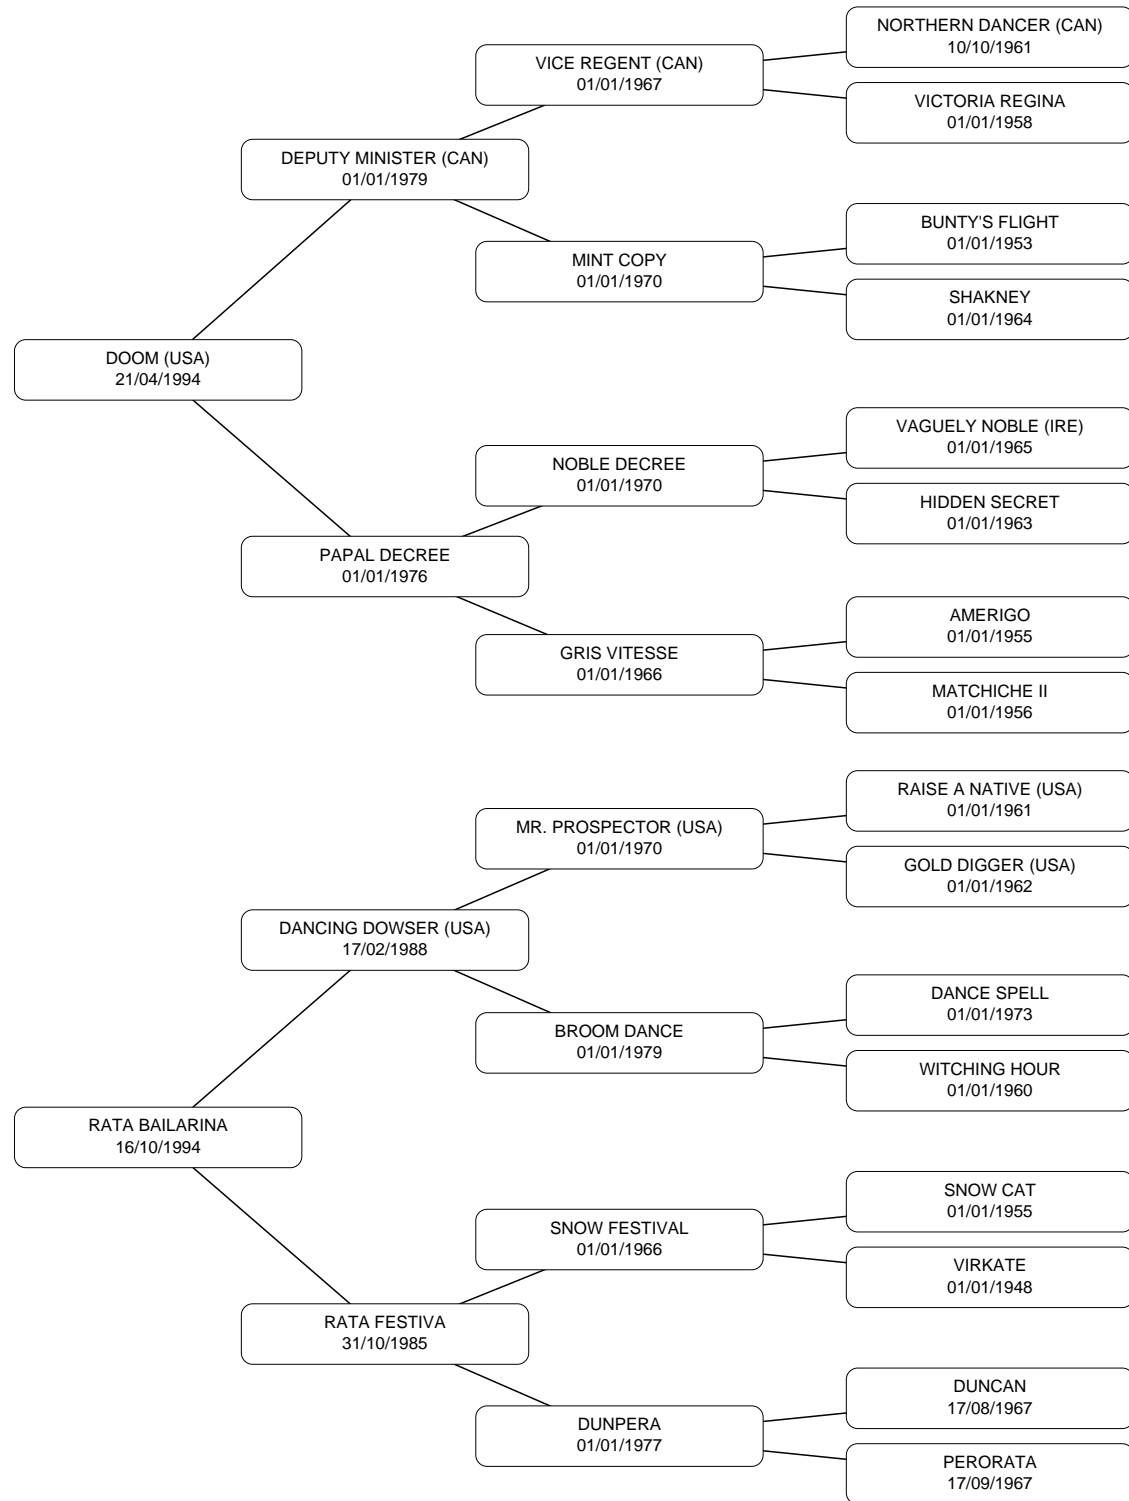 NORTHERN DANCER (CAN)
10/10/1961
VICE REGENT (CAN)
01/01/1967
VICTORIA REGINA
01/01/1958
DEPUTY MINISTER (CAN)
01/01/1979
BUNTY'S FLIGHT
01/01/1953
MINT COPY
01/01/1970
SHAKNEY
01/01/1964
DOOM (USA)
21/04/1994
VAGUELY NOBLE (IRE)
01/01/1965
NOBLE DECREE
01/01/1970
HIDDEN SECRET
01/01/1963
PAPAL DECREE
01/01/1976
AMERIGO
01/01/1955
GRIS VITESSE
01/01/1966
MATCHICHE II
01/01/1956
RAISE A NATIVE (USA)
01/01/1961
MR. PROSPECTOR (USA)
01/01/1970
GOLD DIGGER (USA)
01/01/1962
DANCING DOWSER (USA)
17/02/1988
DANCE SPELL
01/01/1973
BROOM DANCE
01/01/1979
WITCHING HOUR
01/01/1960
RATA BAILARINA
16/10/1994
SNOW CAT
01/01/1955
SNOW FESTIVAL
01/01/1966
VIRKATE
01/01/1948
RATA FESTIVA
31/10/1985
DUNCAN
17/08/1967
DUNPERA
01/01/1977
PERORATA
17/09/1967